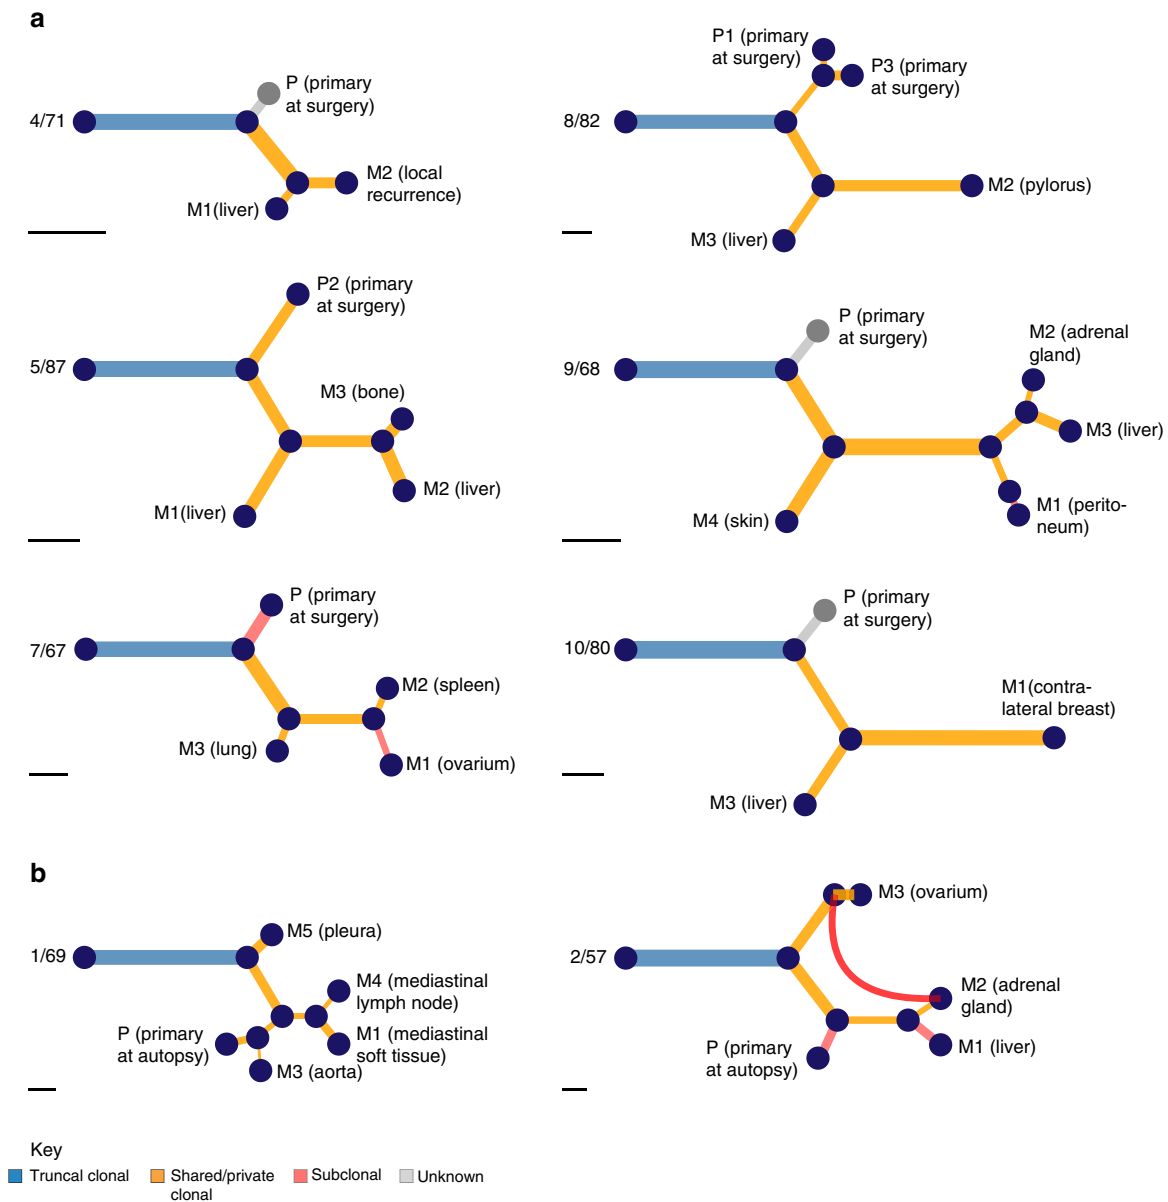 a
4/71
P (primary
at surgery)
M2 (local
recurrence)
M1(liver)
8/82
P1 (primary
at surgery)
P3 (primary
at surgery)
M2 (pylorus)
M3 (liver)
5/87
P2 (primary
at surgery)
M3 (bone)
M2 (liver)
M1(liver)
9/68
P (primary
at surgery)
M2 (adrenal
gland)
M3 (liver)
M1 (perito-
neum)
M4 (skin)
7/67
P (primary
at surgery)
M2 (spleen)
M3 (lung)
M1 (ovarium)
10/80
P (primary
at surgery)
M1(contra-
lateral breast)
M3 (liver)
b
1/69
M5 (pleura)
M4 (mediastinal
lymph node)
P (primary
at autopsy)
M1 (mediastinal
soft tissue)
M3 (aorta)
2/57
M3 (ovarium)
M2 (adrenal
gland)
P (primary
at autopsy)
M1 (liver)
Key
Truncal clonal
Shared/private
clonal
Subclonal
Unknown